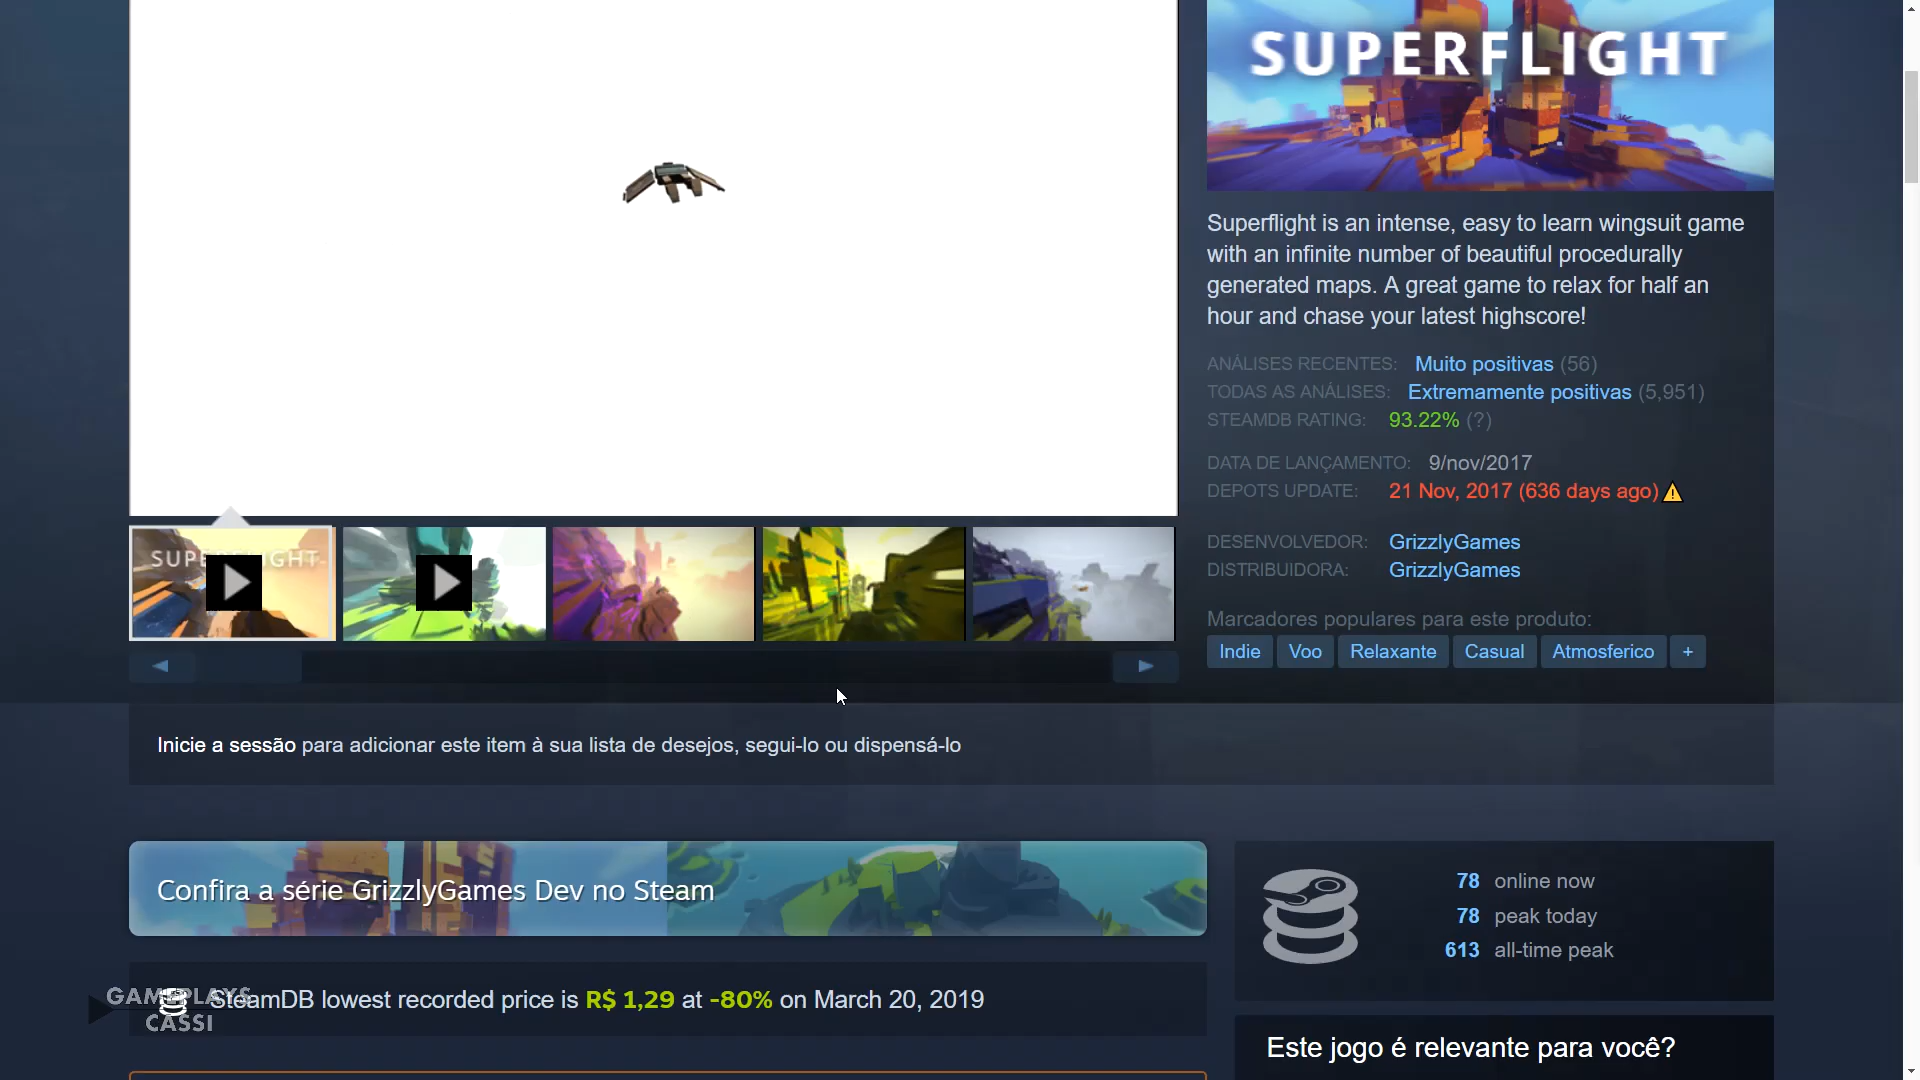 SUPERFLIGHT
Superflight is an intense, easy to learn wingsuit game
with an infinite number of beautiful procedurally
generated maps. A great game to relax for half an
hour and chase your latest highscore!
ANÁLISES RECENTES: Muito positivas (56)
TODAS AS ANÁLISES: Extremamente positivas (5,951)
STEAMDB RATING: 93.22% (?)
DATA DE LANÇAMENTO: 9/nov/2017
DEPOTS UPDATE: 21 Nov, 2017 (636 days ago)
DESENVOLVEDOR: GrizzlyGames
DISTRIBUIDORA: GrizzlyGames
Marcadores populares para este produto:
Indie Voo Relaxante Casual Atmosferico +
SUPERFLIGHT
Inicie a sessão para adicionar este item à sua lista de desejos, segui-lo ou dispensá-lo
Confira a série GrizzlyGames Dev no Steam
78 online now
78 peak today
613 all-time peak
SteamDB lowest recorded price is R$ 1,29 at -80% on March 20, 2019
GAMEPLAYS
CASSI
Este jogo é relevante para você?